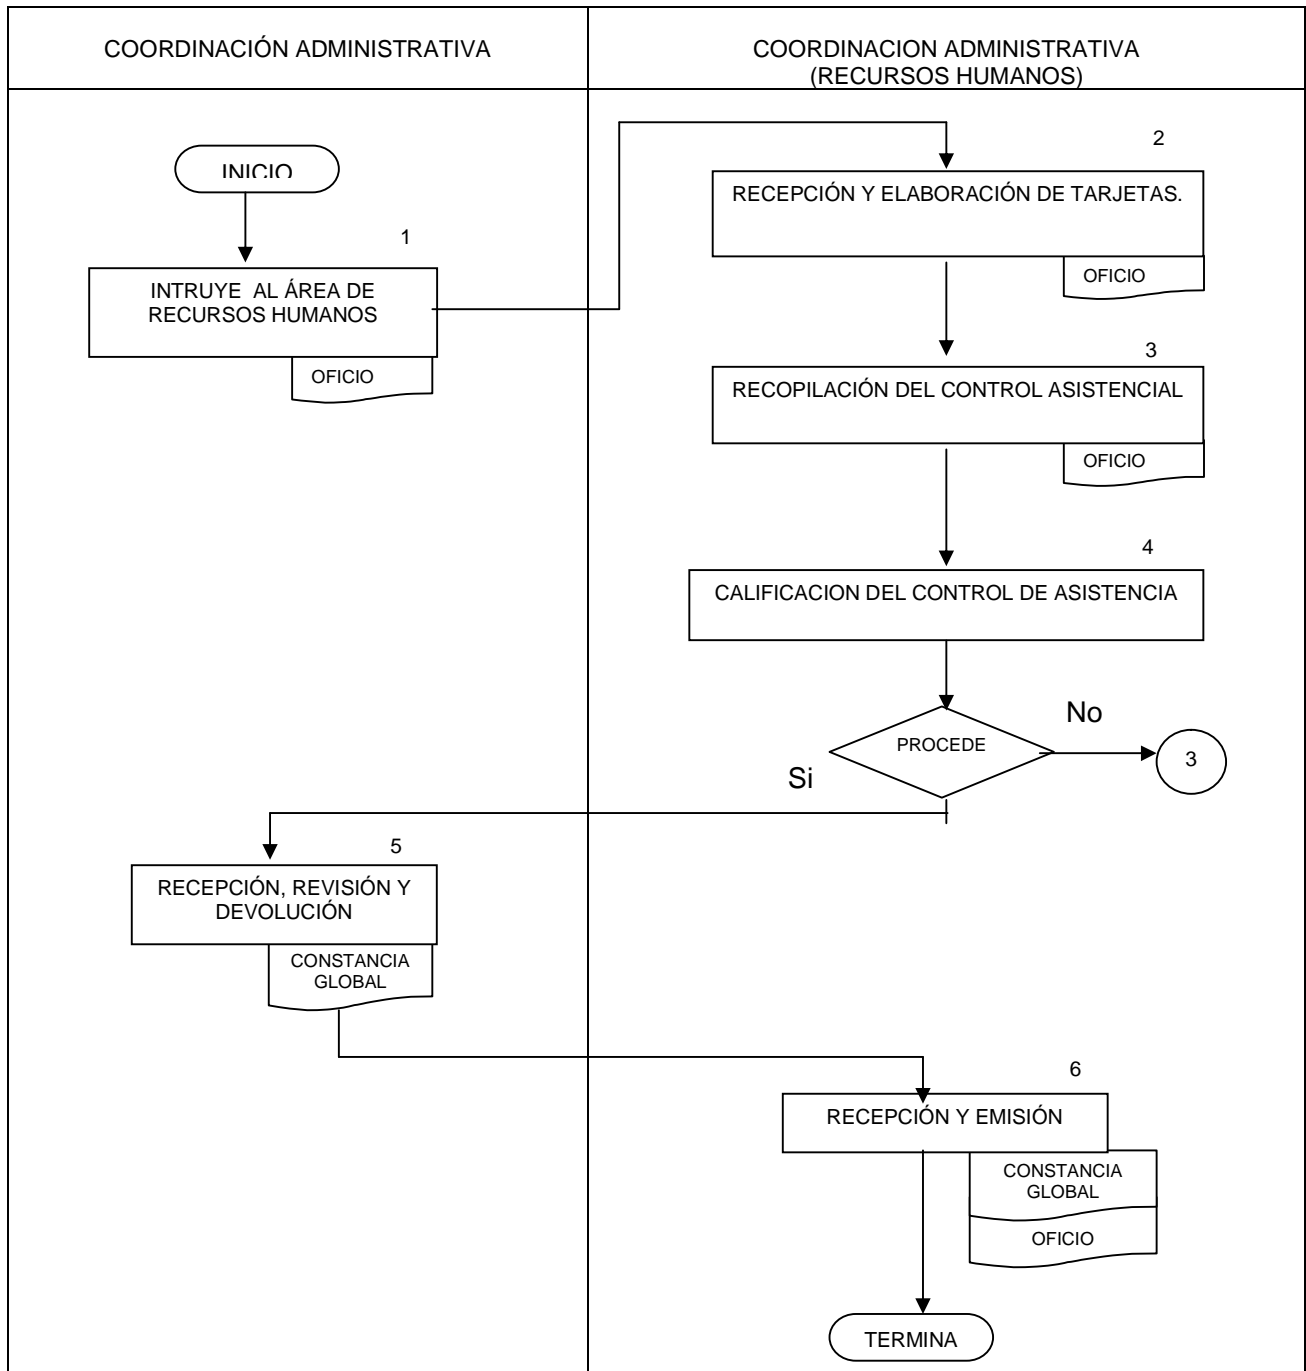 COORDINACIÓN ADMINISTRATIVA
COORDINACION ADMINISTRATIVA
(RECURSOS HUMANOS)
INICIO
1
INTRUYE AL ÁREA DE
RECURSOS HUMANOS
OFICIO
2
RECEPCIÓN Y ELABORACIÓN DE TARJETAS.
OFICIO
3
RECOPILACIÓN DEL CONTROL ASISTENCIAL
OFICIO
4
CALIFICACION DEL CONTROL DE ASISTENCIA
PROCEDE
No
3
Si
5
RECEPCIÓN, REVISIÓN Y
DEVOLUCIÓN
CONSTANCIA
GLOBAL
6
RECEPCIÓN Y EMISIÓN
CONSTANCIA
GLOBAL
OFICIO
TERMINA